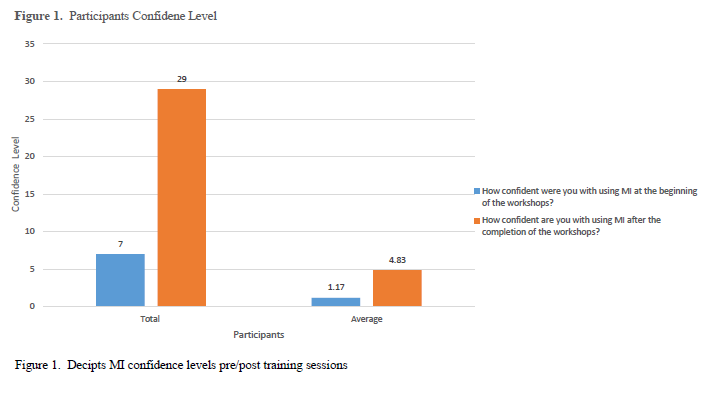 Figure 1. Participants Confidene Level
35
30
25
20
15
10
5
0
Confidence Level
7
29
1.17
4.83
Total
Average
Participants
How confident were you with using MI at the beginning
of the workshops?
How confident are you with using MI after the
completion of the workshops?
Figure 1. Decipts MI confidence levels pre/post training sessions